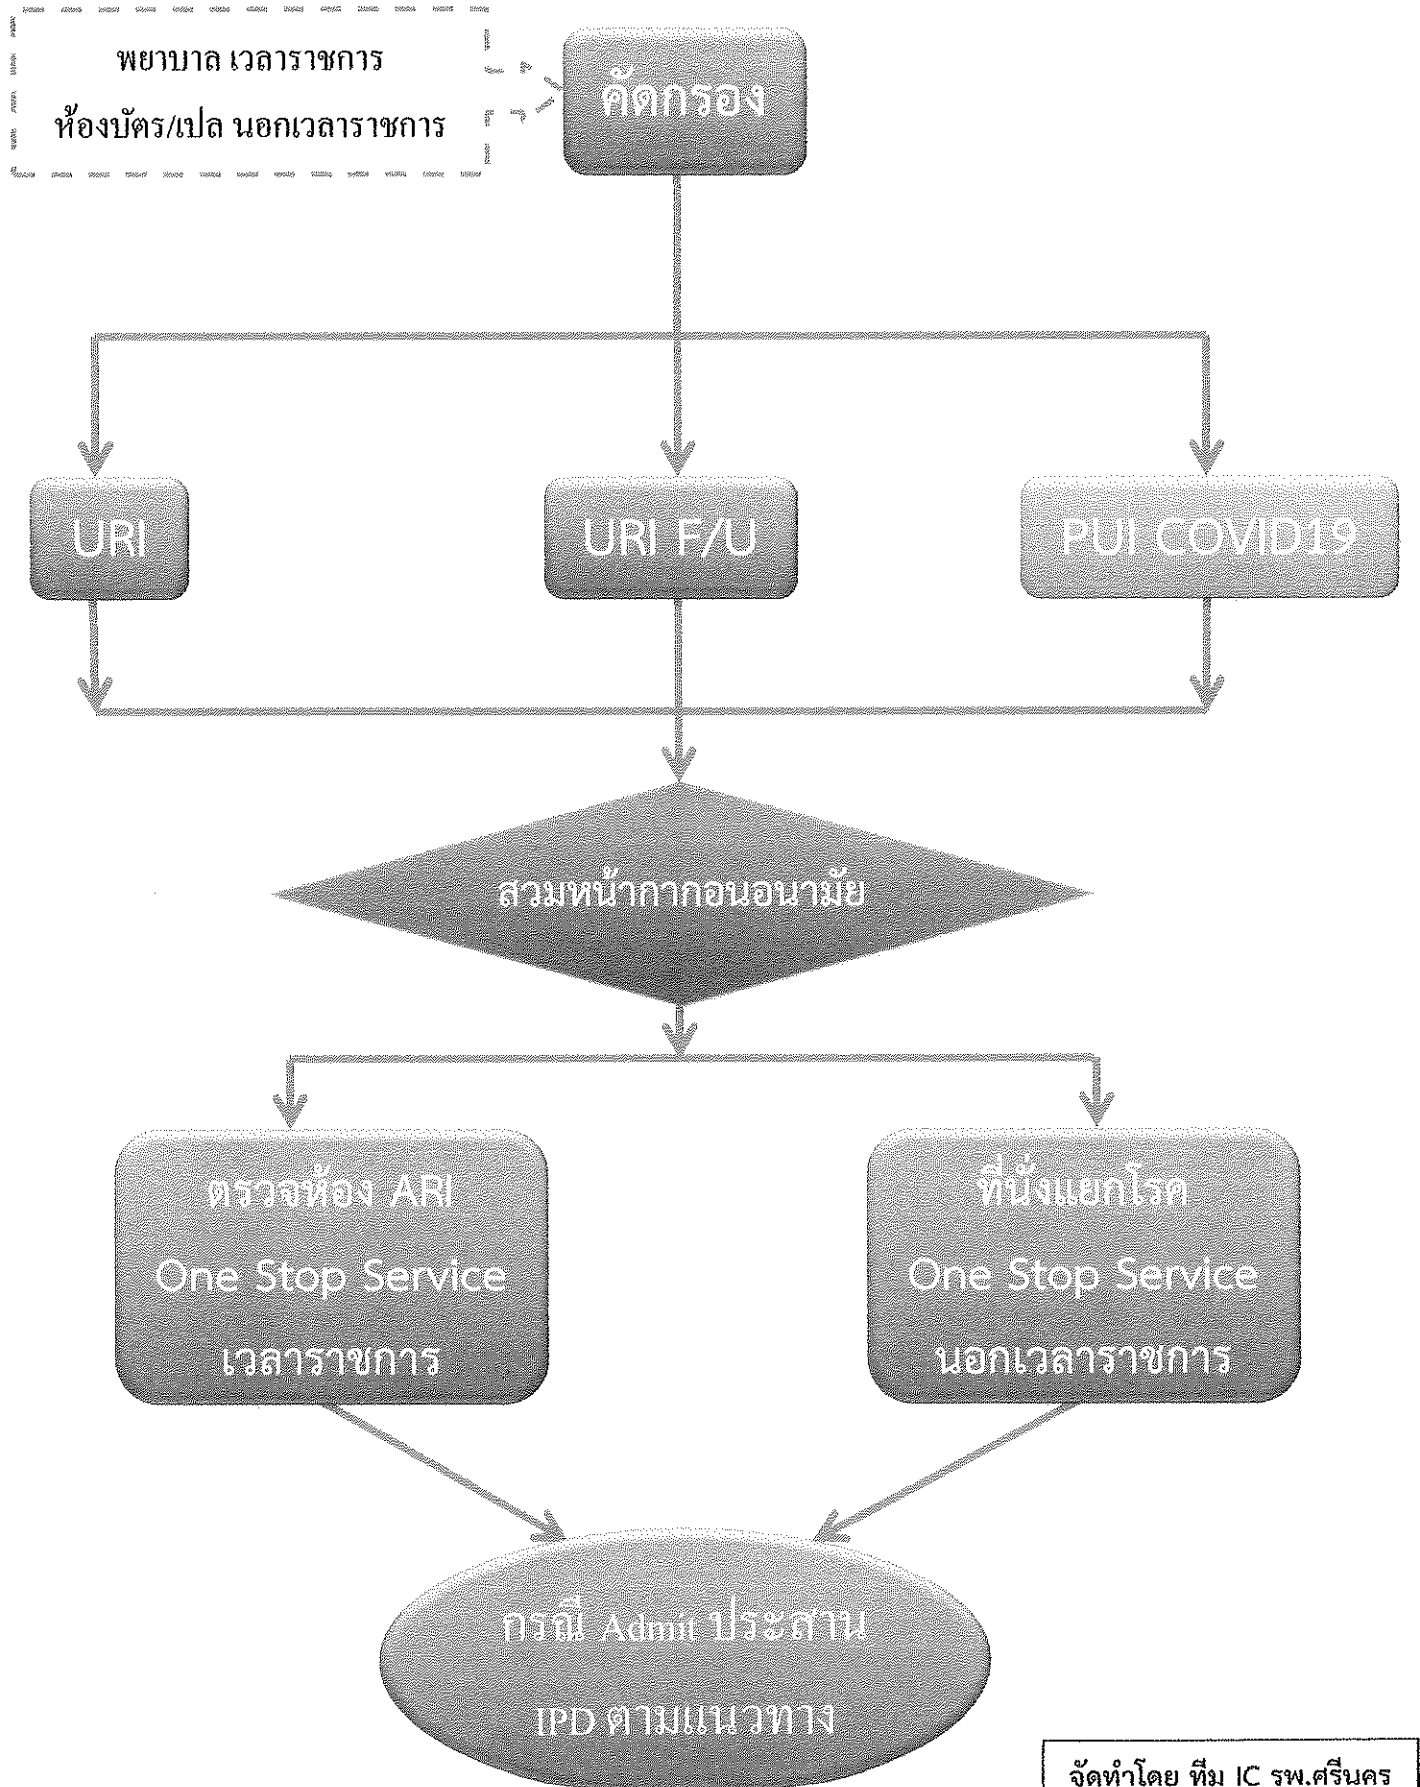 พยาบาล เวลาราชการ
ห้องบัตร/เปล นอกเวลาราชการ
คัดกรอง
URI
URI F/U
PUI COVID19
สวมหน้ากากอนอนามัย
ตรวจห้อง ARI
One Stop Service
เวลาราชการ
ที่นั่งแยกโรค
One Stop Service
นอกเวลาราชการ
กรณี Admit ประสาน
IPD ตามแนวทาง
จัดทำโดย ทีม IC รพ.ศรีนคร